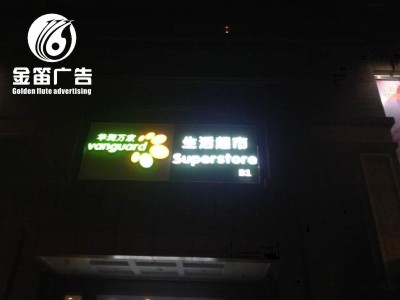 金笛广告
Golden flute advertising
华润万家
vanguard
生活超市
Superstore
B1